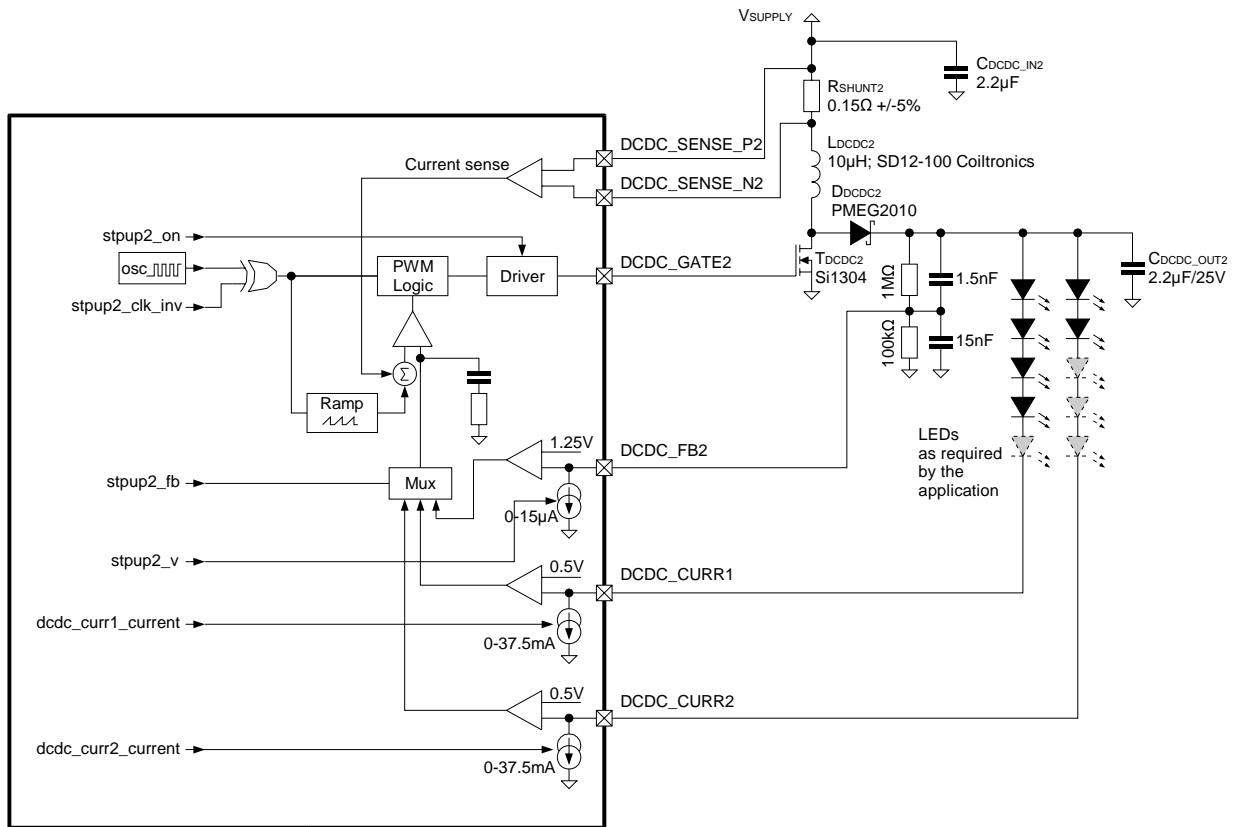 VSUPPLY
CDCDC_IN2
2.2µF
RSHUNT2
0.15Ω +/-5%
DCDC_SENSE_P2
LDCDC2
10µH; SD12-100 Coiltronics
Current sense
DCDC_SENSE_N2
DDCDC2
PMEG2010
stpup2_on
osc
PWM
Logic
Driver
DCDC_GATE2
TDCDC2
Si1304
1MΩ
1.5nF
CDCDC_OUT2
2.2µF/25V
stpup2_clk_inv
100kΩ
15nF
Σ
Ramp
LEDs
as required
by the
application
1.25V
DCDC_FB2
stpup2_fb
Mux
0-15µA
stpup2_v
0.5V
DCDC_CURR1
dcdc_curr1_current
0-37.5mA
0.5V
DCDC_CURR2
dcdc_curr2_current
0-37.5mA